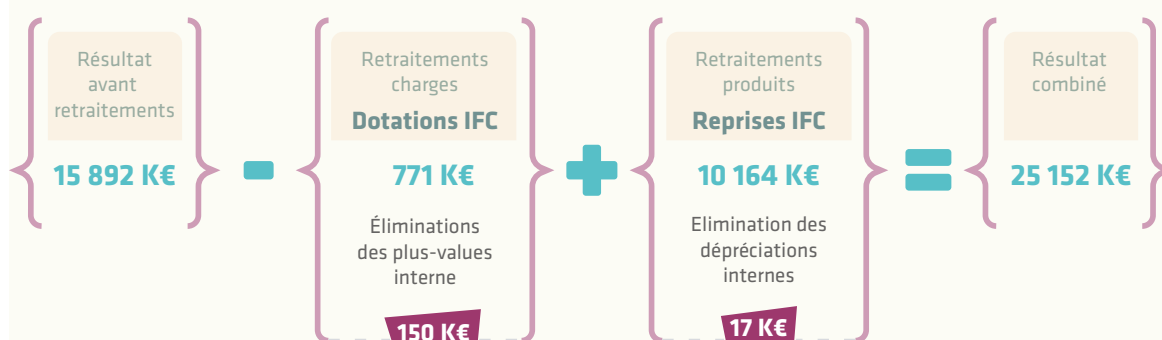 Résultat
avant
retraitements
15 892 K€
-
Retraitements
charges
Dotations IFC
771 K€
Éliminations
des plus-values
interne
150 K€
+
Retraitements
produits
Reprises IFC
10 164 K€
Elimination des
dépréciations
internes
17 K€
=
Résultat
combiné
25 152 K€